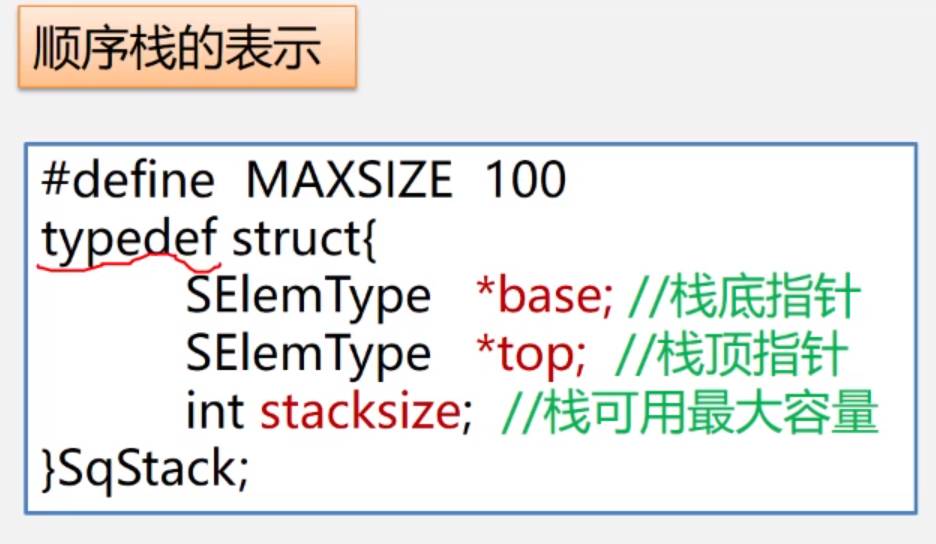 顺序栈的表示
#define MAXSIZE 100
typedef struct{
SElemType *base; //栈底指针
SElemType *top; //栈顶指针
int stacksize; //栈可用最大容量
}SqStack;